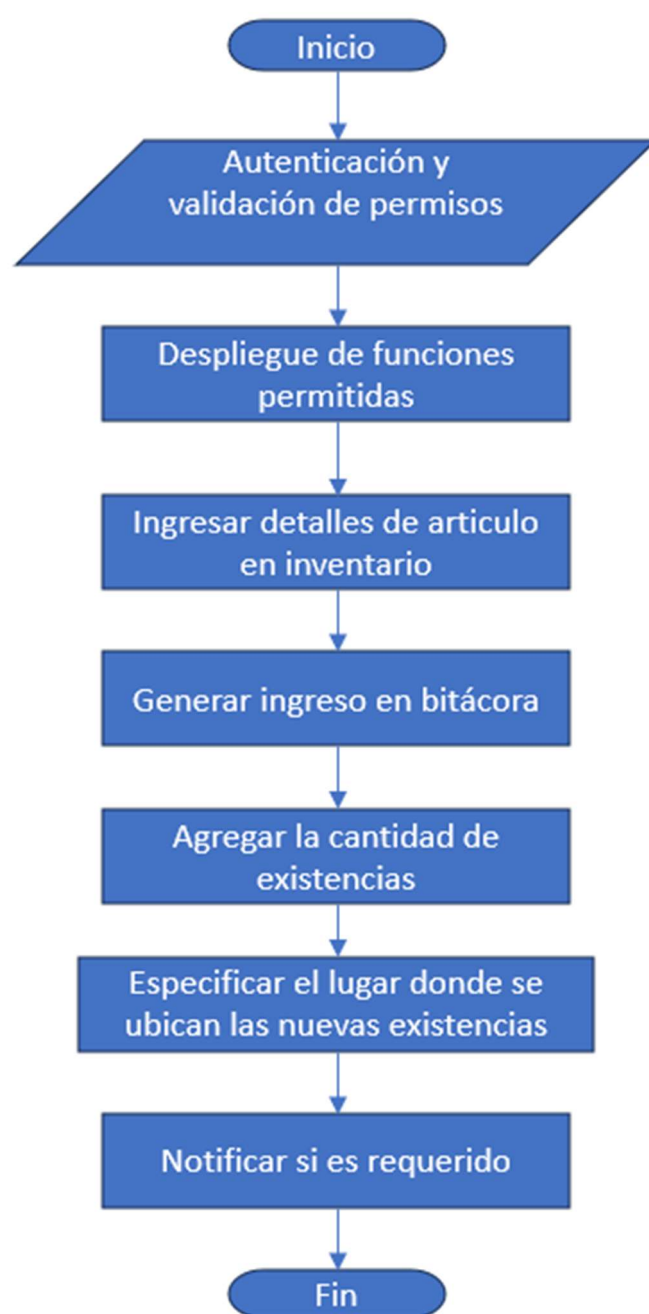 Inicio
Autenticación y
validación de permisos
Despliegue de funciones
permitidas
Ingresar detalles de articulo
en inventario
Generar ingreso en bitácora
Agregar la cantidad de
existencias
Especificar el lugar donde se
ubican las nuevas existencias
Notificar si es requerido
Fin